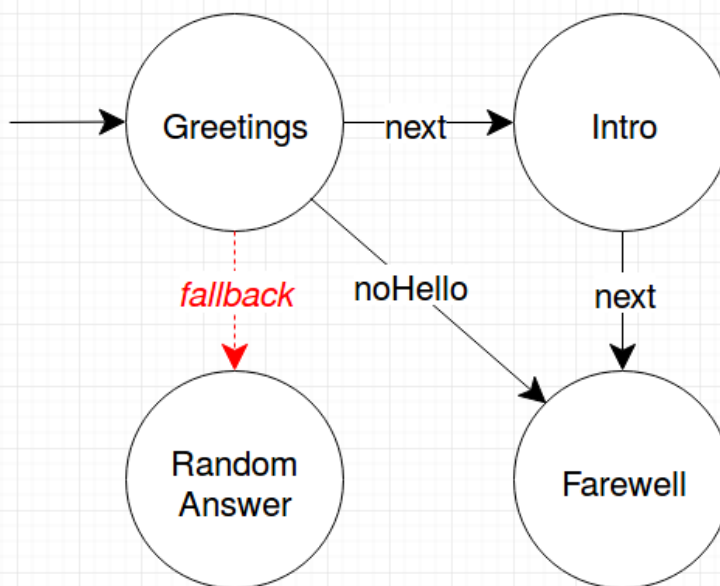 Greetings
next
Intro
fallback
noHello
next
Random
Answer
Farewell